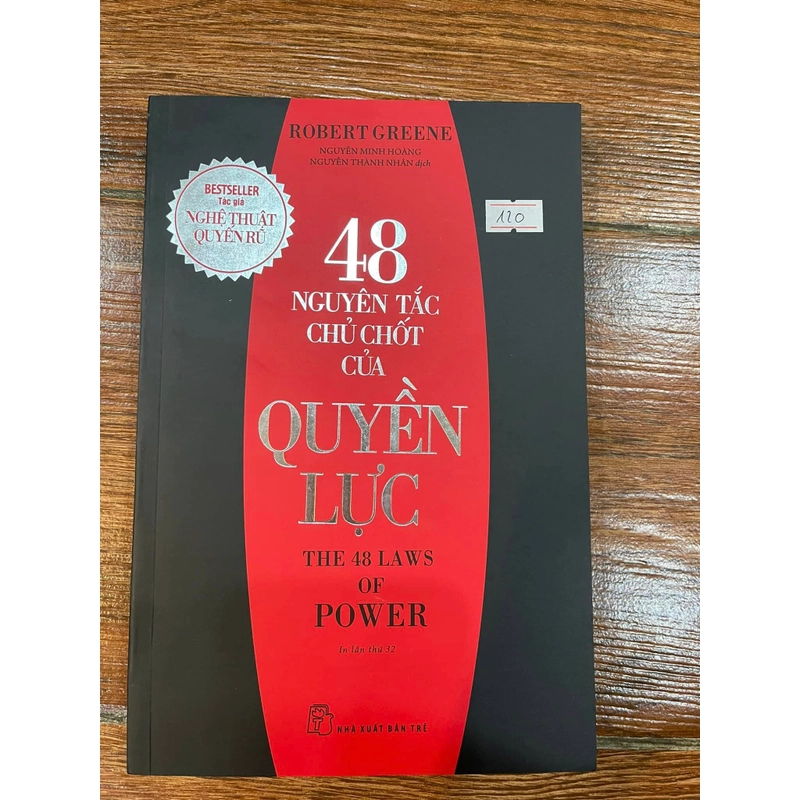 ROBERT GREENE
NGUYỄN MINH HOÀNG
NGUYỄN THÀNH NHÂN dịch
BESTSELLER
Tác giả
NGHỆ THUẬT
QUYẾN RŨ
120
48
NGUYÊN TẮC
CHỦ CHỐT
CỦA
QUYỀN
LỰC
THE 48 LAWS
OF
POWER
In lần thứ 32
NHÀ XUẤT BẢN TRẺ